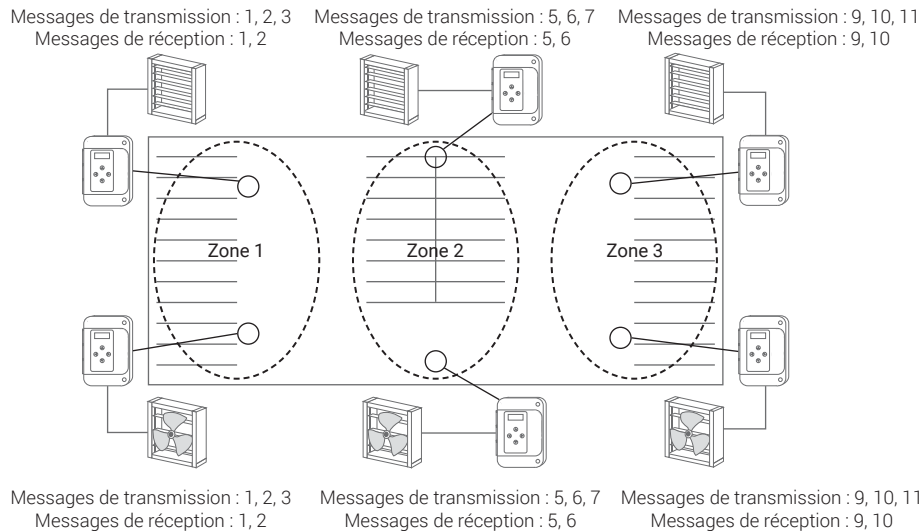 Messages de transmission : 1, 2, 3
Messages de réception : 1, 2
Messages de transmission : 5, 6, 7
Messages de réception : 5, 6
Messages de transmission : 9, 10, 11
Messages de réception : 9, 10
Zone 1
Zone 2
Zone 3
Messages de transmission : 1, 2, 3
Messages de réception : 1, 2
Messages de transmission : 5, 6, 7
Messages de réception : 5, 6
Messages de transmission : 9, 10, 11
Messages de réception : 9, 10